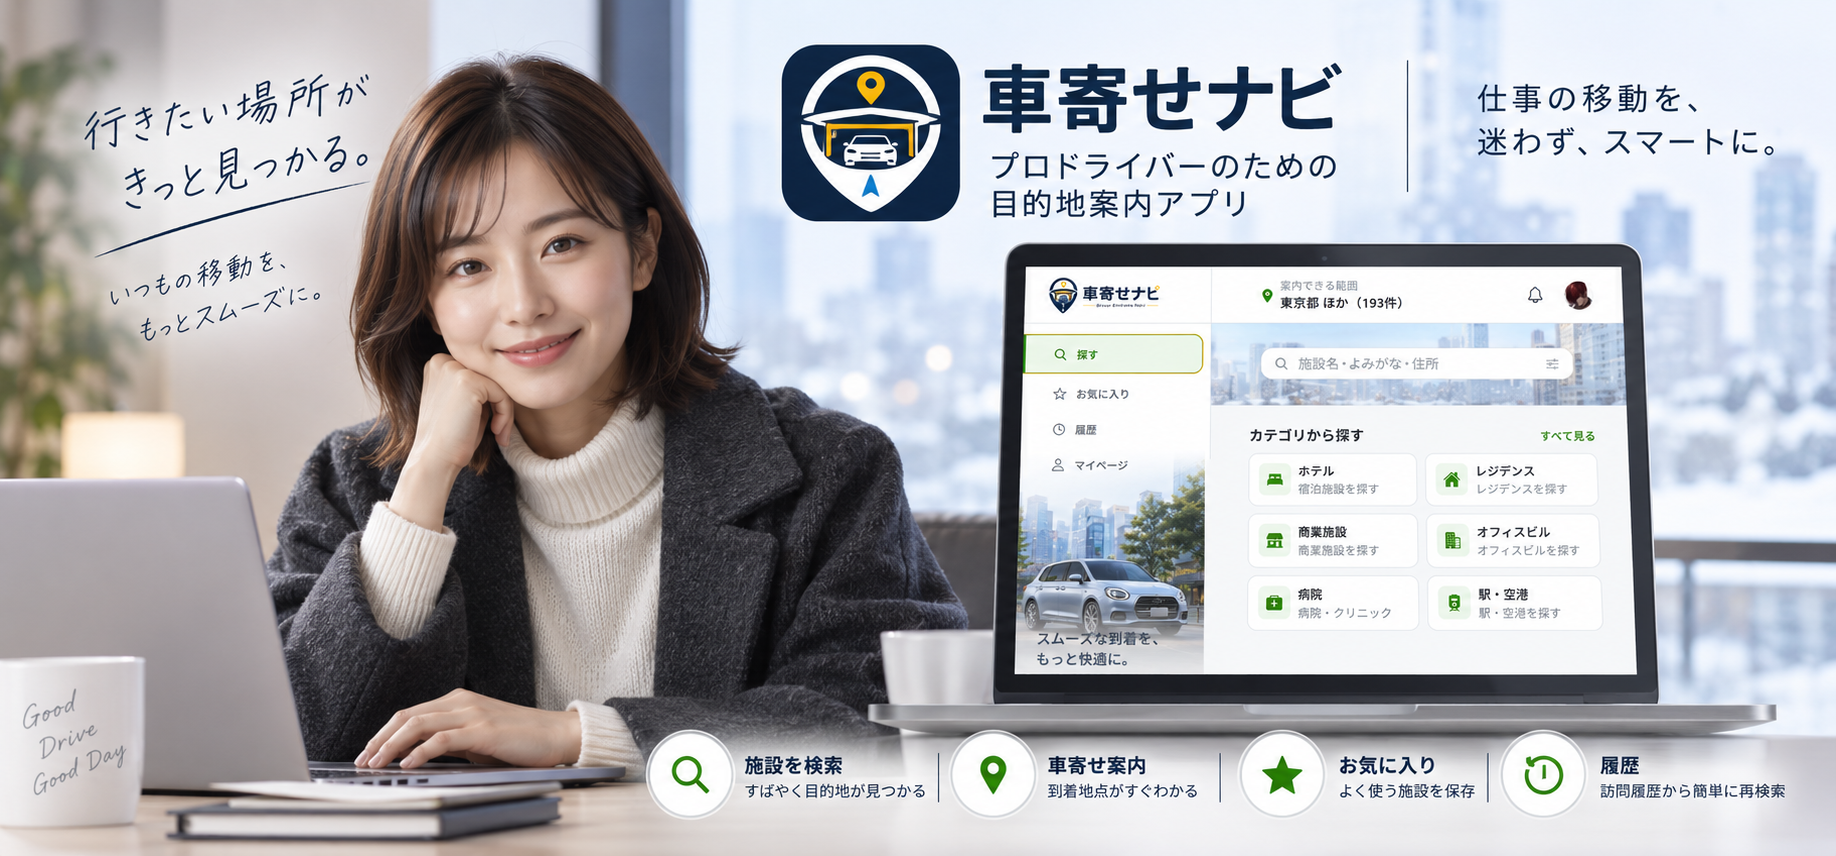 行きたい場所が
きっと見つかる。
いつもの移動を、
もっとスムーズに。
Good
Drive
Good Day
車寄せナビ
プロドライバーのための
目的地案内アプリ
仕事の移動を、
迷わず、スマートに。
車寄せナビ
案内できる範囲
東京都 ほか（193件）
探す
お気に入り
履歴
マイページ
スムーズな到着を、
もっと快適に。
施設名・よみがな・住所
カテゴリから探す
すべて見る
ホテル
宿泊施設を探す
レジデンス
レジデンスを探す
商業施設
商業施設を探す
オフィスビル
オフィスビルを探す
病院
病院・クリニック
駅・空港
駅・空港を探す
施設を検索
すばやく目的地が見つかる
車寄せ案内
到着地点がすぐわかる
お気に入り
よく使う施設を保存
履歴
訪問履歴から簡単に再検索